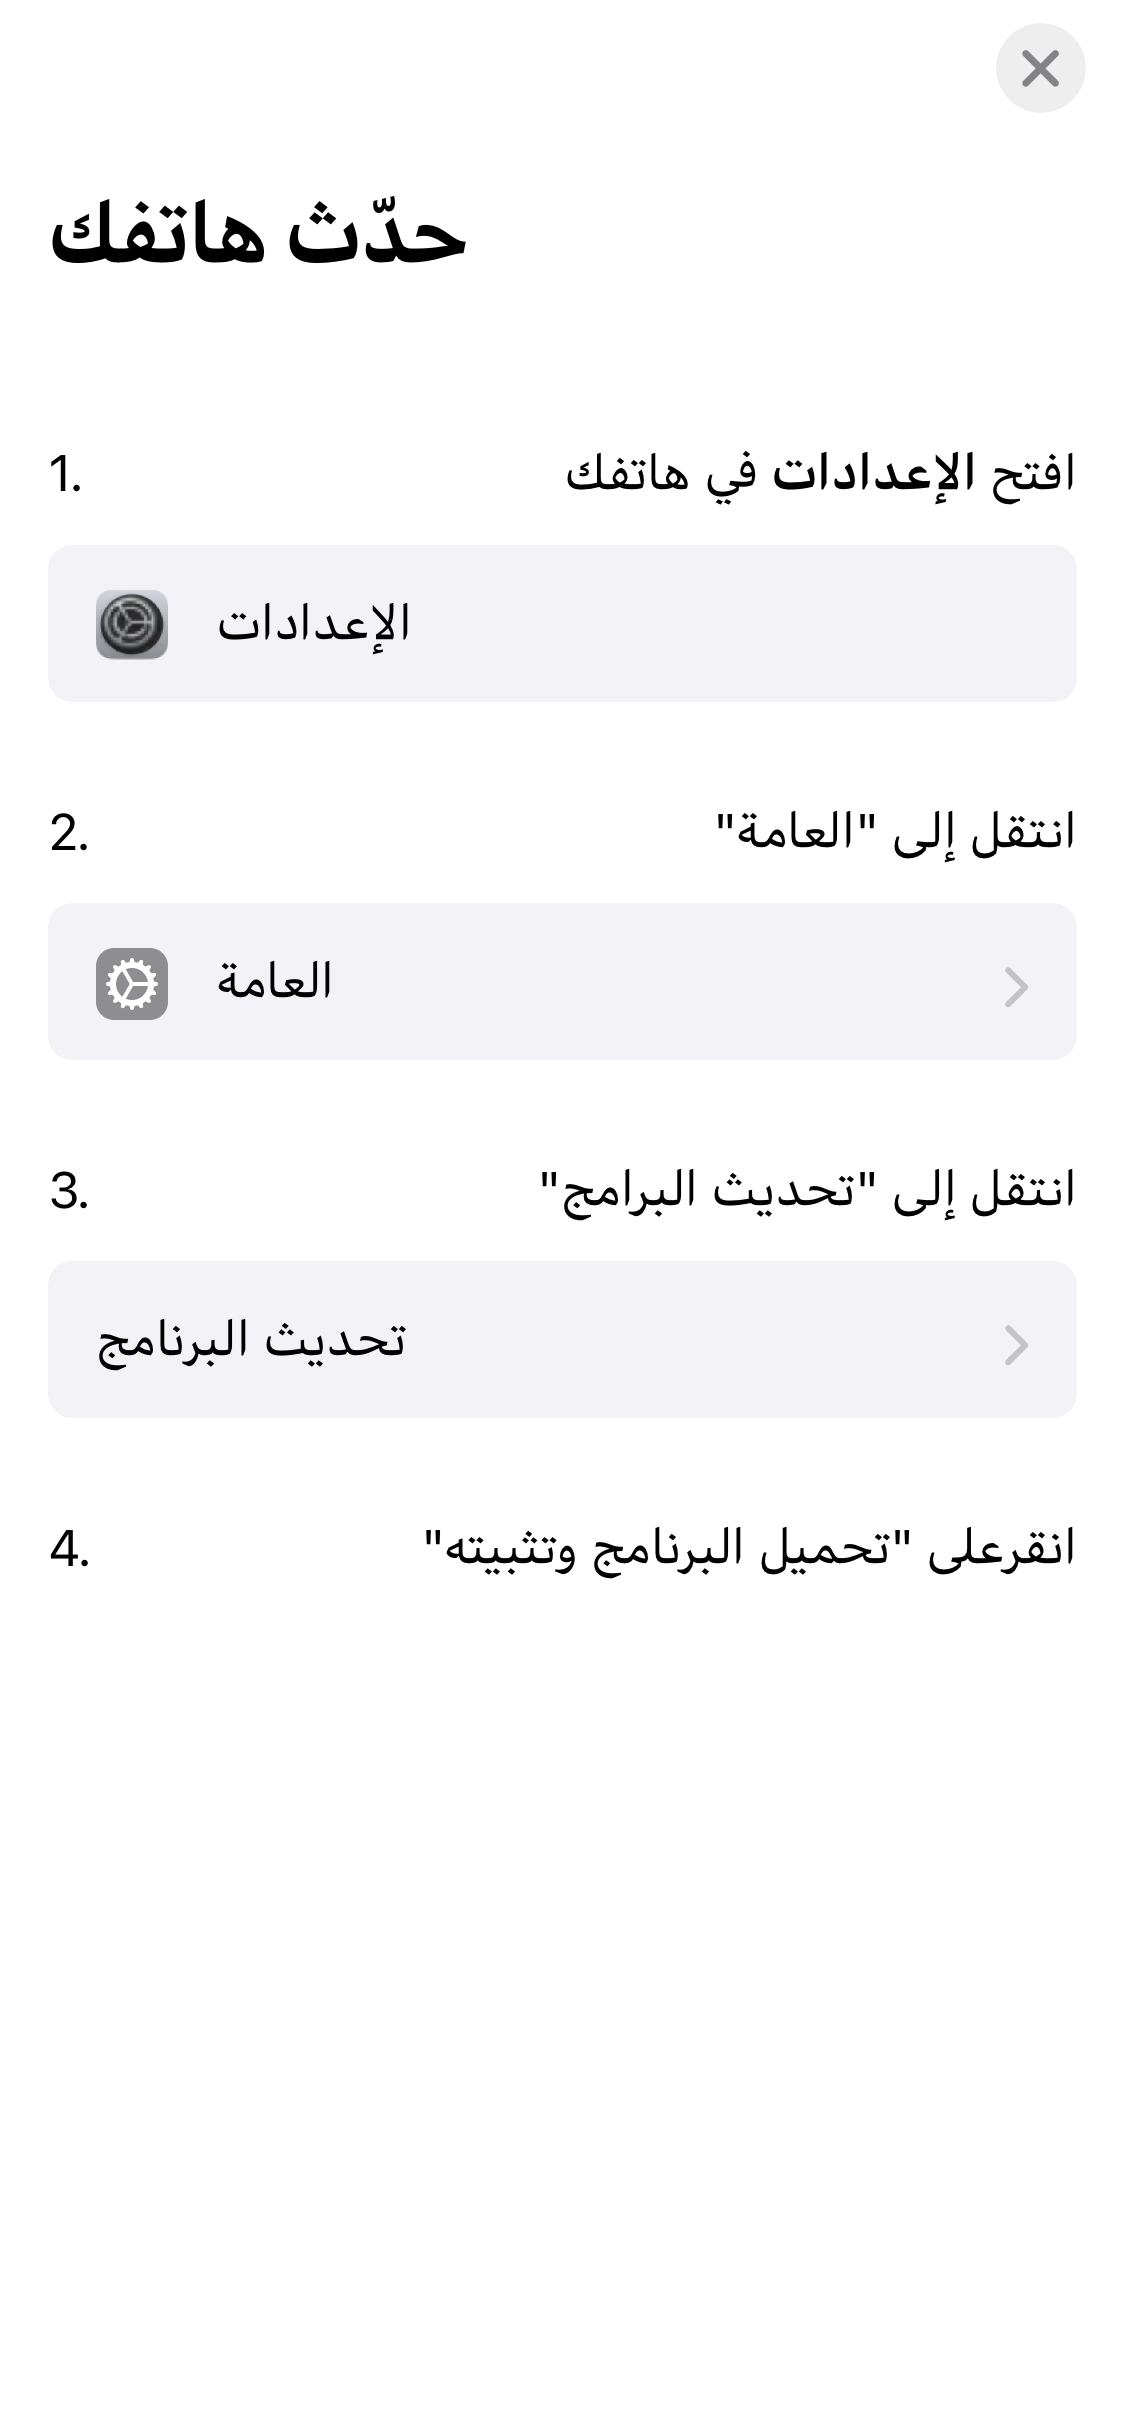 حدّث هاتفك
1. افتح الإعدادات في هاتفك
الإعدادات
2. انتقل إلى "العامة"
العامة
3. انتقل إلى "تحديث البرامج"
تحديث البرنامج
4. انقرعلى "تحميل البرنامج وتثبيته"